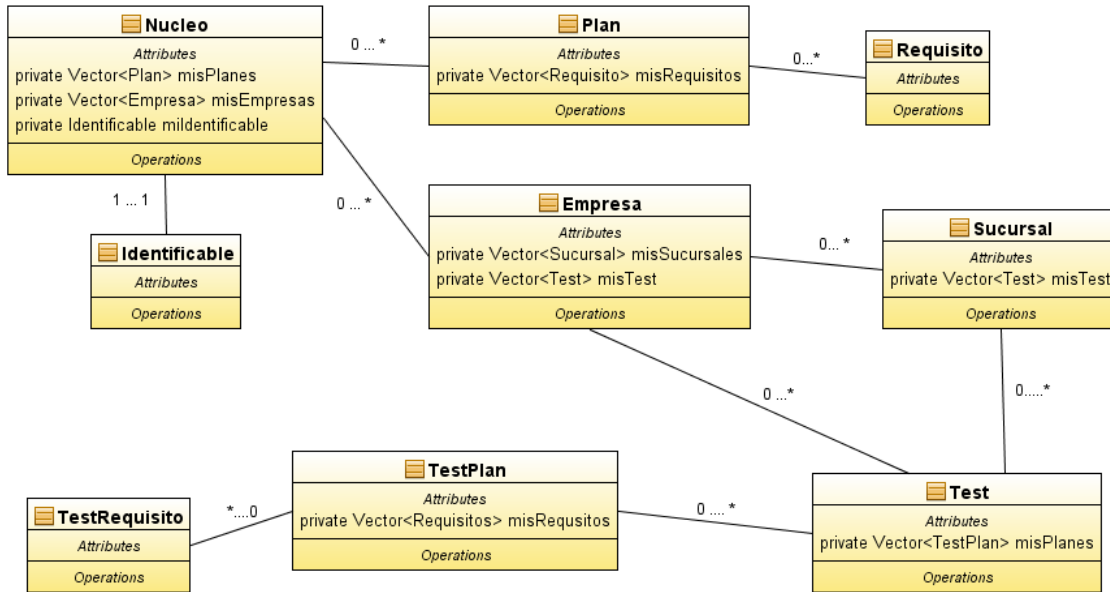 Nucleo
Attributes
private Vector<Plan> misPlanes
private Vector<Empresa> misEmpresas
private Identificable miIdentificable
Operations
0 ... *
Plan
Attributes
private Vector<Requisito> misRequisitos
Operations
0...*
Requisito
Attributes
Operations
1 ... 1
0 ... *
Identificable
Attributes
Operations
Empresa
Attributes
private Vector<Sucursal> misSucursales
private Vector<Test> misTest
Operations
0...*
Sucursal
Attributes
private Vector<Test> misTest
Operations
0 ...*
0.....*
TestRequisito
Attributes
Operations
*....0
TestPlan
Attributes
private Vector<Requisitos> misRequsitos
Operations
0 .... *
Test
Attributes
private Vector<TestPlan> misPlanes
Operations